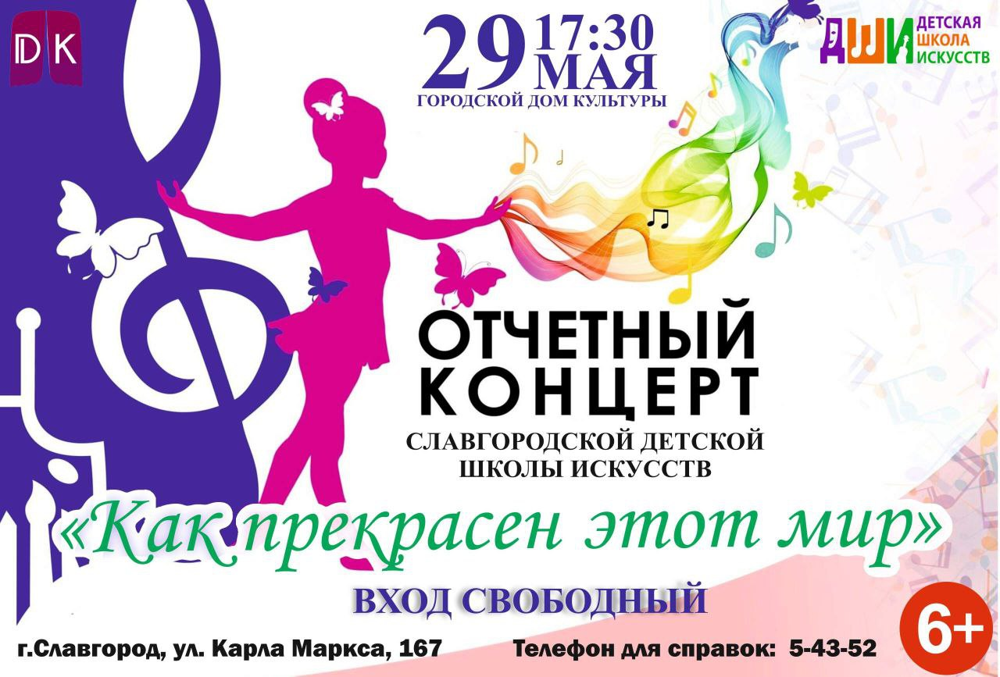 DK
29 17:30
МАЯ
ГОРОДСКОЙ ДОМ КУЛЬТУРЫ
ДШИ
ДЕТСКАЯ
ШКОЛА
ИСКУССТВ
ОТЧЕТНЫЙ
КОНЦЕРТ
СЛАВГОРОДСКОЙ ДЕТСКОЙ
ШКОЛЫ ИСКУССТВ
«Как прекрасен этот мир»
ВХОД СВОБОДНЫЙ
г.Славгород, ул. Карла Маркса, 167
Телефон для справок: 5-43-52
6+